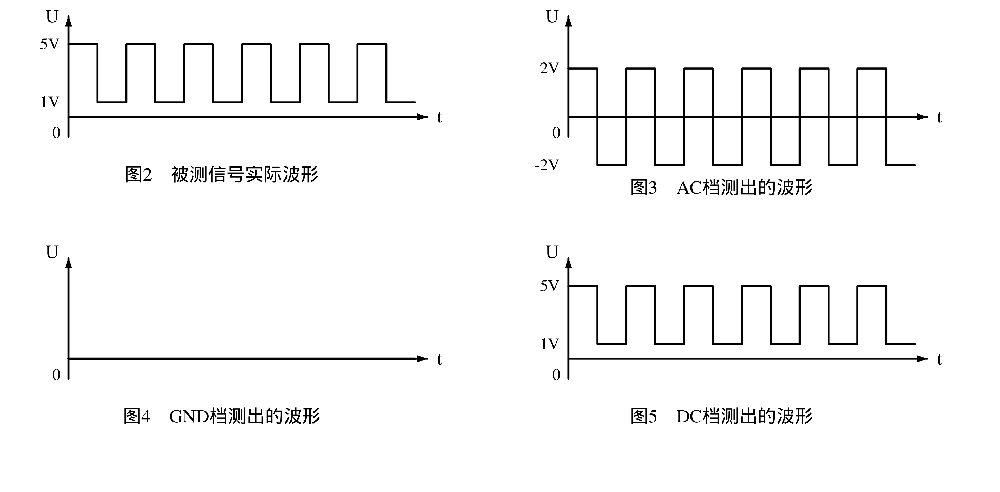 U
5V
1V
t
0
图2 被测信号实际波形
U
2V
t
0
-2V
图3 AC档测出的波形
U
t
0
图4 GND档测出的波形
U
5V
1V
t
0
图5 DC档测出的波形